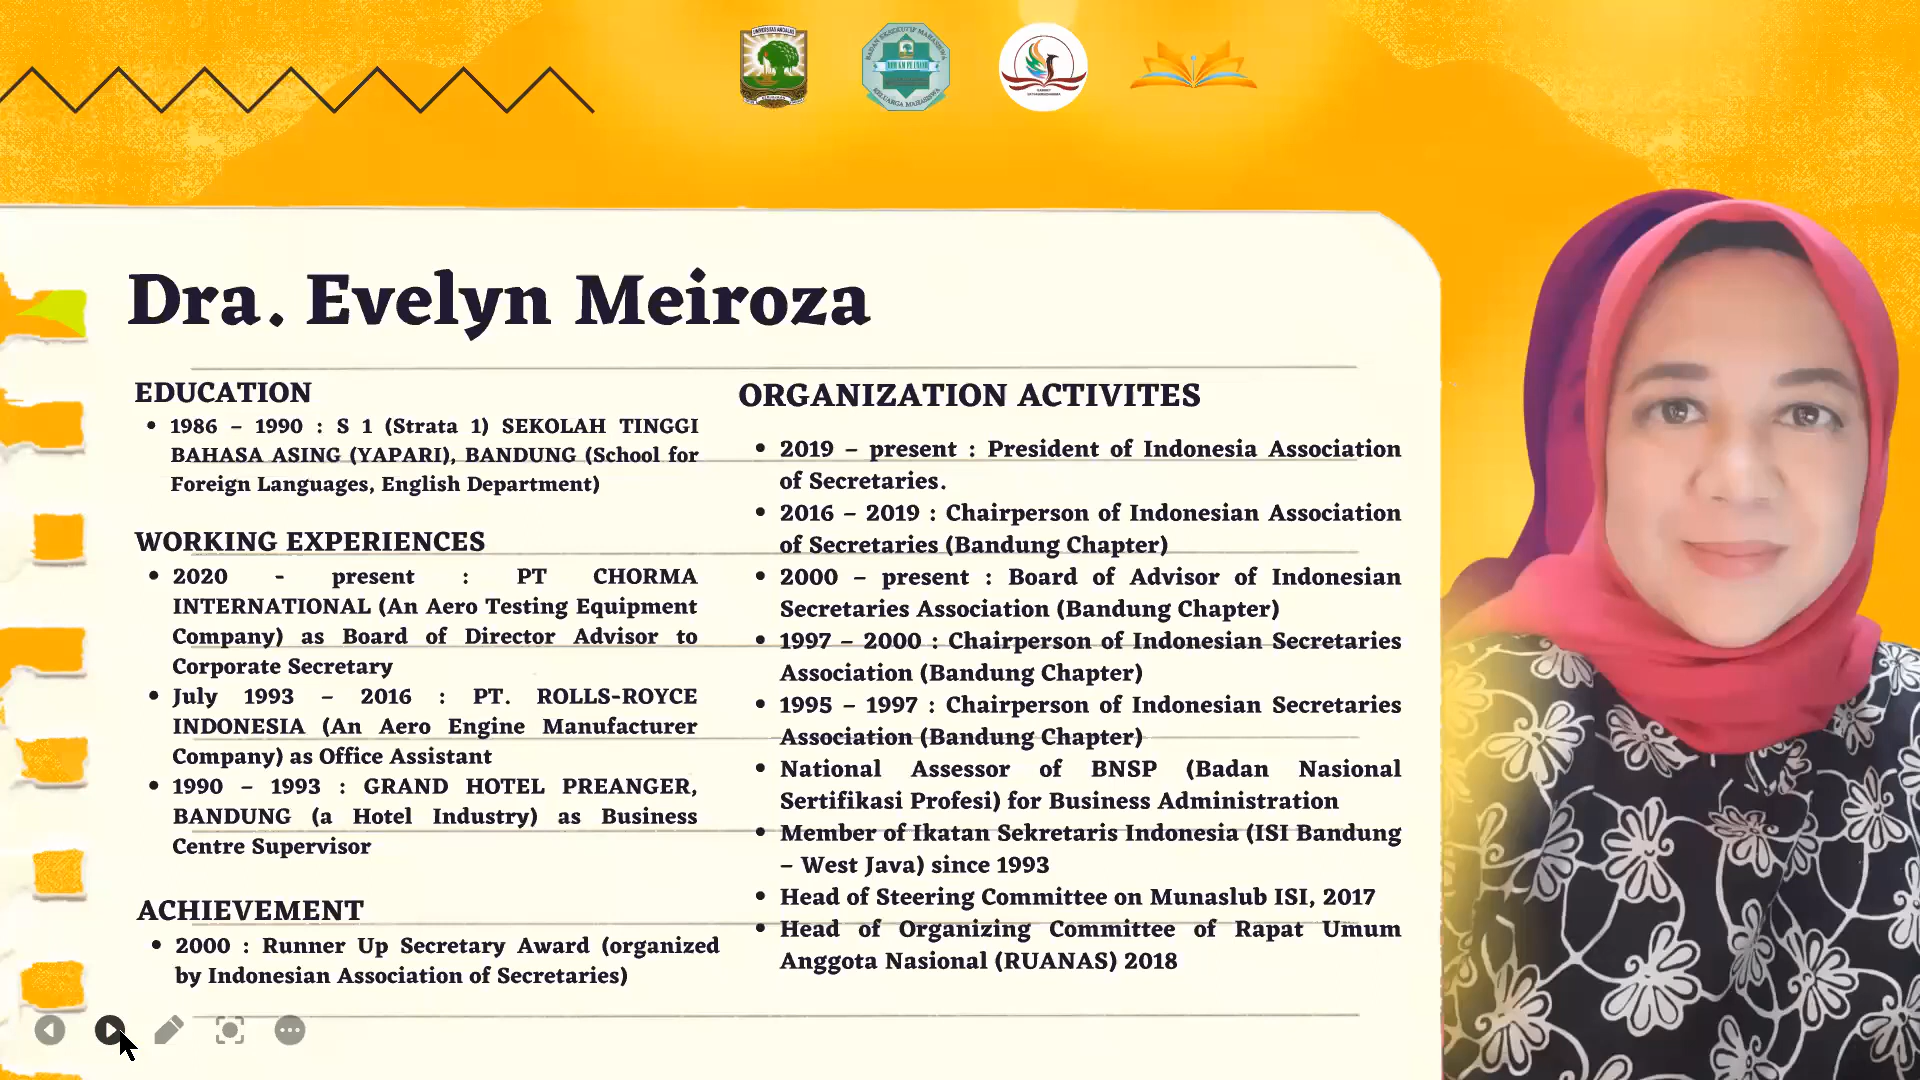 UNIVERSITAS ANDALAS
BADAN EKSEKUTIF MAHASISWA
KELUARGA MAHASISWA
Dra. Evelyn Meiroza
EDUCATION
• 1986 – 1990 : S 1 (Strata 1) SEKOLAH TINGGI
BAHASA ASING (YAPARI), BANDUNG (School for
Foreign Languages, English Department)
WORKING EXPERIENCES
• 2020 - present : PT CHORMA
INTERNATIONAL (An Aero Testing Equipment
Company) as Board of Director Advisor to
Corporate Secretary
• July 1993 – 2016 : PT. ROLLS-ROYCE
INDONESIA (An Aero Engine Manufacturer
Company) as Office Assistant
• 1990 – 1993 : GRAND HOTEL PREANGER,
BANDUNG (a Hotel Industry) as Business
Centre Supervisor
ACHIEVEMENT
• 2000 : Runner Up Secretary Award (organized
by Indonesian Association of Secretaries)
ORGANIZATION ACTIVITES
• 2019 – present : President of Indonesia Association
of Secretaries.
• 2016 – 2019 : Chairperson of Indonesian Association
of Secretaries (Bandung Chapter)
• 2000 – present : Board of Advisor of Indonesian
Secretaries Association (Bandung Chapter)
• 1997 – 2000 : Chairperson of Indonesian Secretaries
Association (Bandung Chapter)
• 1995 – 1997 : Chairperson of Indonesian Secretaries
Association (Bandung Chapter)
• National Assessor of BNSP (Badan Nasional
Sertifikasi Profesi) for Business Administration
• Member of Ikatan Sekretaris Indonesia (ISI Bandung
– West Java) since 1993
• Head of Steering Committee on Munaslub ISI, 2017
• Head of Organizing Committee of Rapat Umum
Anggota Nasional (RUANAS) 2018